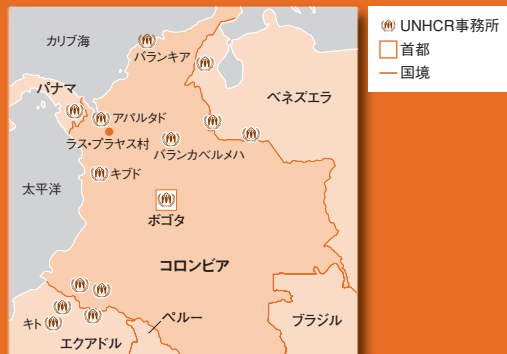 カリブ海
バランキア
パナマ
ベネズエラ
アパルタド
ラス・プラヤス村
バランカベルメハ
太平洋
キブド
ボゴタ
コロンビア
ペルー
ブラジル
キト
エクアドル
UNHCR事務所
首都
国境